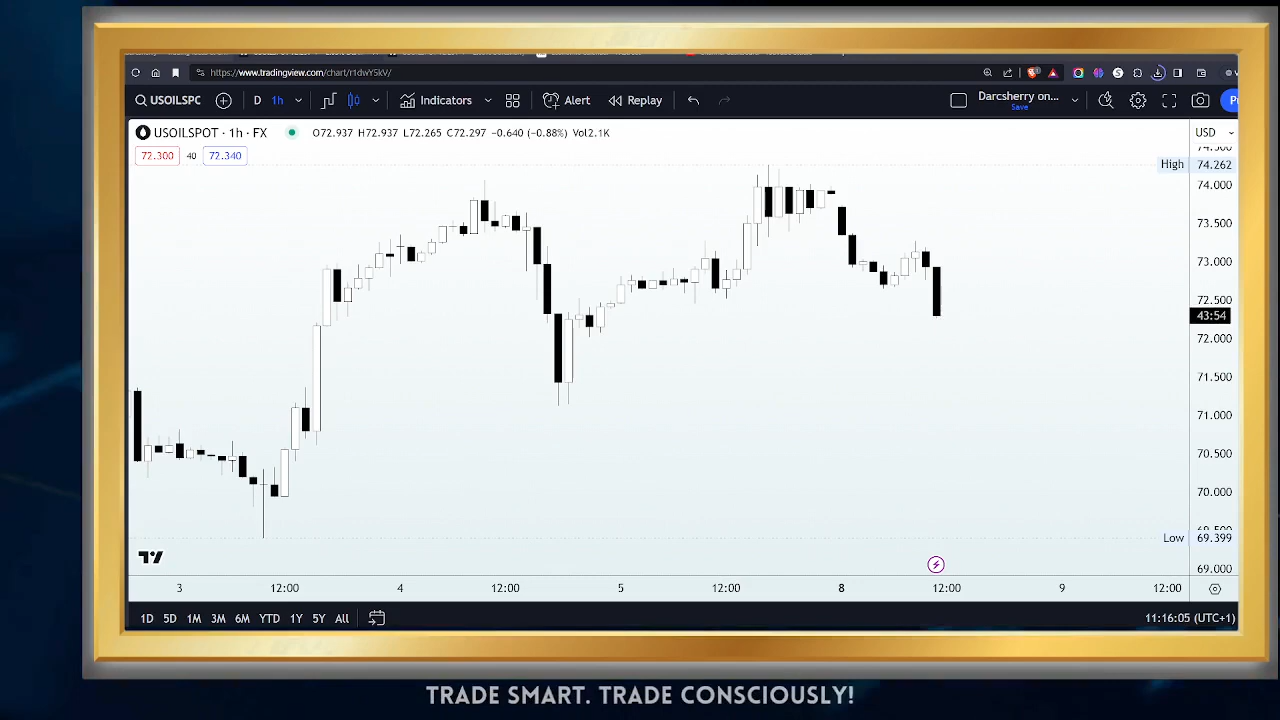 https://www.tradingview.com/chart/r1dwY5kV/
USOILSPC D 1h Indicators Alert Replay Darcsherry on...
Save
USOILSPOT · 1h · FX O72.937 H72.937 L72.265 C72.297 −0.640 (−0.88%) Vol2.1K USD
72.300 40 72.340
High 74.262
74.000
73.500
73.000
72.500
43:54
72.000
71.500
71.000
70.500
70.000
69.500
Low 69.399
69.000
3 12:00 4 12:00 5 12:00 8 12:00 9 12:00
1D 5D 1M 3M 6M YTD 1Y 5Y All 11:16:05 (UTC+1)
TRADE SMART. TRADE CONSCIOUSLY!